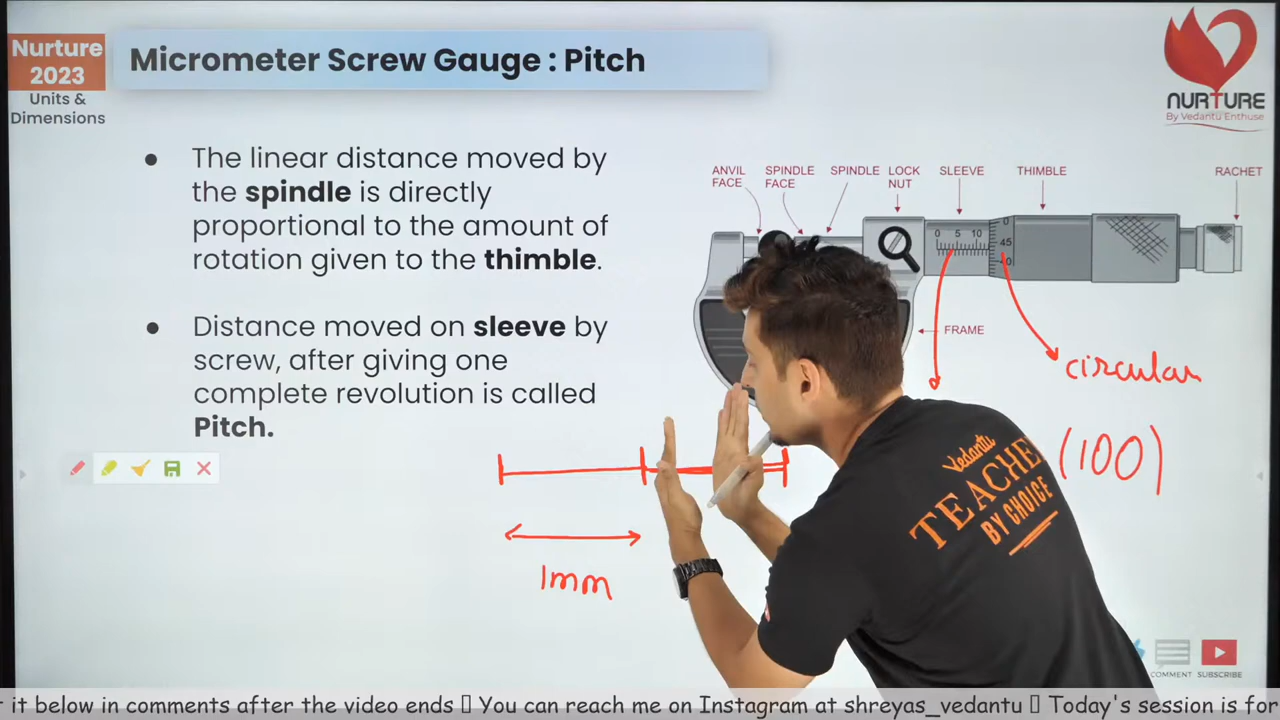 Nurture
2023
Units &
Dimensions
Micrometer Screw Gauge : Pitch
NURTURE
By Vedantu Enthuse
● The linear distance moved by
the spindle is directly
proportional to the amount of
rotation given to the thimble.
● Distance moved on sleeve by
screw, after giving one
complete revolution is called
Pitch.
ANVIL
FACE
SPINDLE
FACE
SPINDLE
LOCK
NUT
SLEEVE
THIMBLE
RACHET
0 5 10
0
45
40
FRAME
circular
(100)
1mm
Vedantu
TEACHER
BY CHOICE
COMMENT
SUBSCRIBE
it below in comments after the video ends ▯ You can reach me on Instagram at shreyas_vedantu ▯ Today's session is for